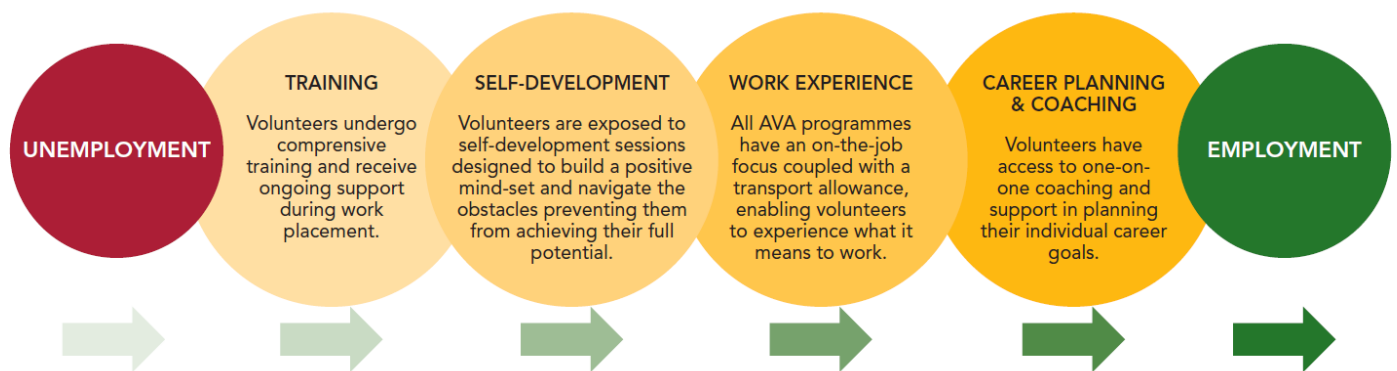 UNEMPLOYMENT
TRAINING
Volunteers undergo
comprensive
training and receive
ongoing support
during work
placement.
SELF-DEVELOPMENT
Volunteers are exposed to
self-development sessions
designed to build a positive
mind-set and navigate the
obstacles preventing them
from achieving their full
potential.
WORK EXPERIENCE
All AVA programmes
have an on-the-job
focus coupled with a
transport allowance,
enabling volunteers
to experience what it
means to work.
CAREER PLANNING
& COACHING
Volunteers have
access to one-on-
one coaching and
support in planning
their individual career
goals.
EMPLOYMENT